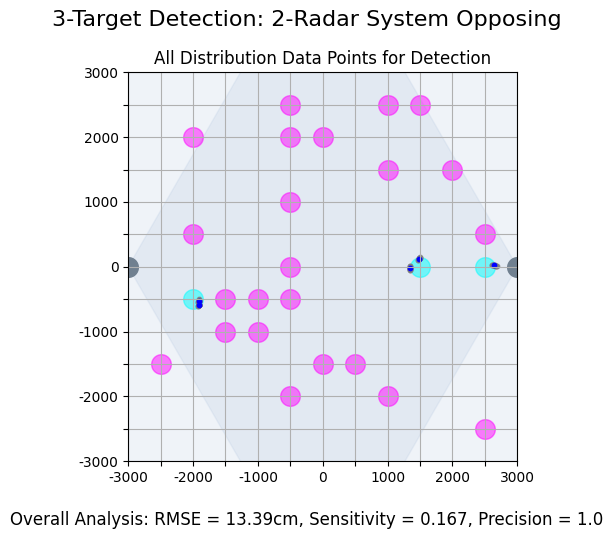 3-Target Detection: 2-Radar System Opposing
All Distribution Data Points for Detection
3000
2000
1000
0
-1000
-2000
-3000
-3000 -2000 -1000 0 1000 2000 3000
Overall Analysis: RMSE = 13.39cm, Sensitivity = 0.167, Precision = 1.0